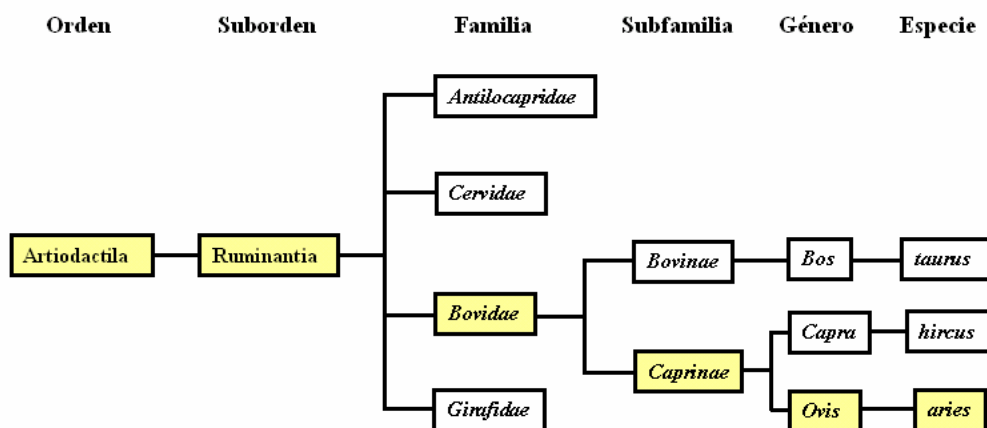 Orden Suborden Familia Subfamilia Género Especie
Antilocapridae
Cervidae
Artiodactila Ruminantia Bovinae Bos taurus
Bovidae
Capra hircus
Caprinae
Girafidae Ovis aries